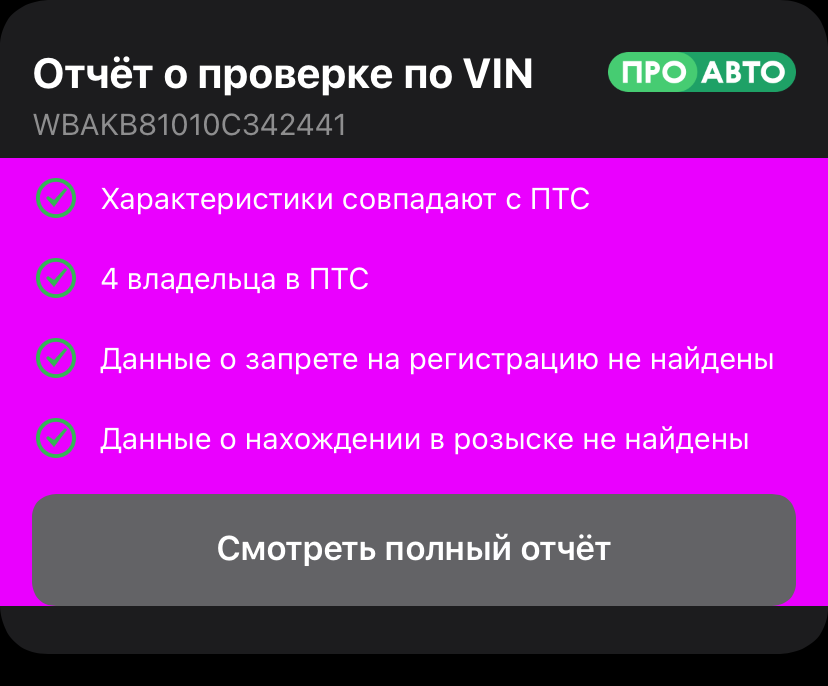 Отчёт о проверке по VIN ПРО АВТО
WBAKB81010C342441
Характеристики совпадают с ПТС
4 владельца в ПТС
Данные о запрете на регистрацию не найдены
Данные о нахождении в розыске не найдены
Смотреть полный отчёт